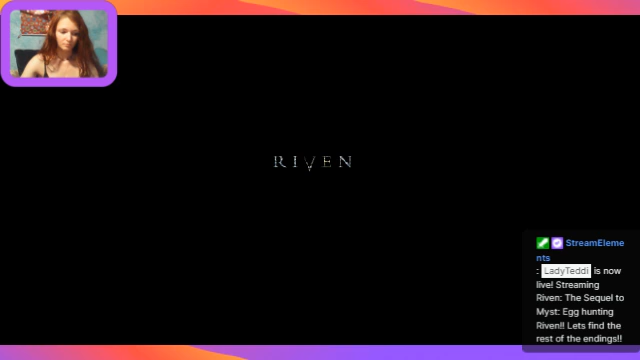 RIVEN
StreamEleme
nts
: LadyTeddi is now
live! Streaming
Riven: The Sequel to
Myst: Egg hunting
Riven!! Lets find the
rest of the endings!!